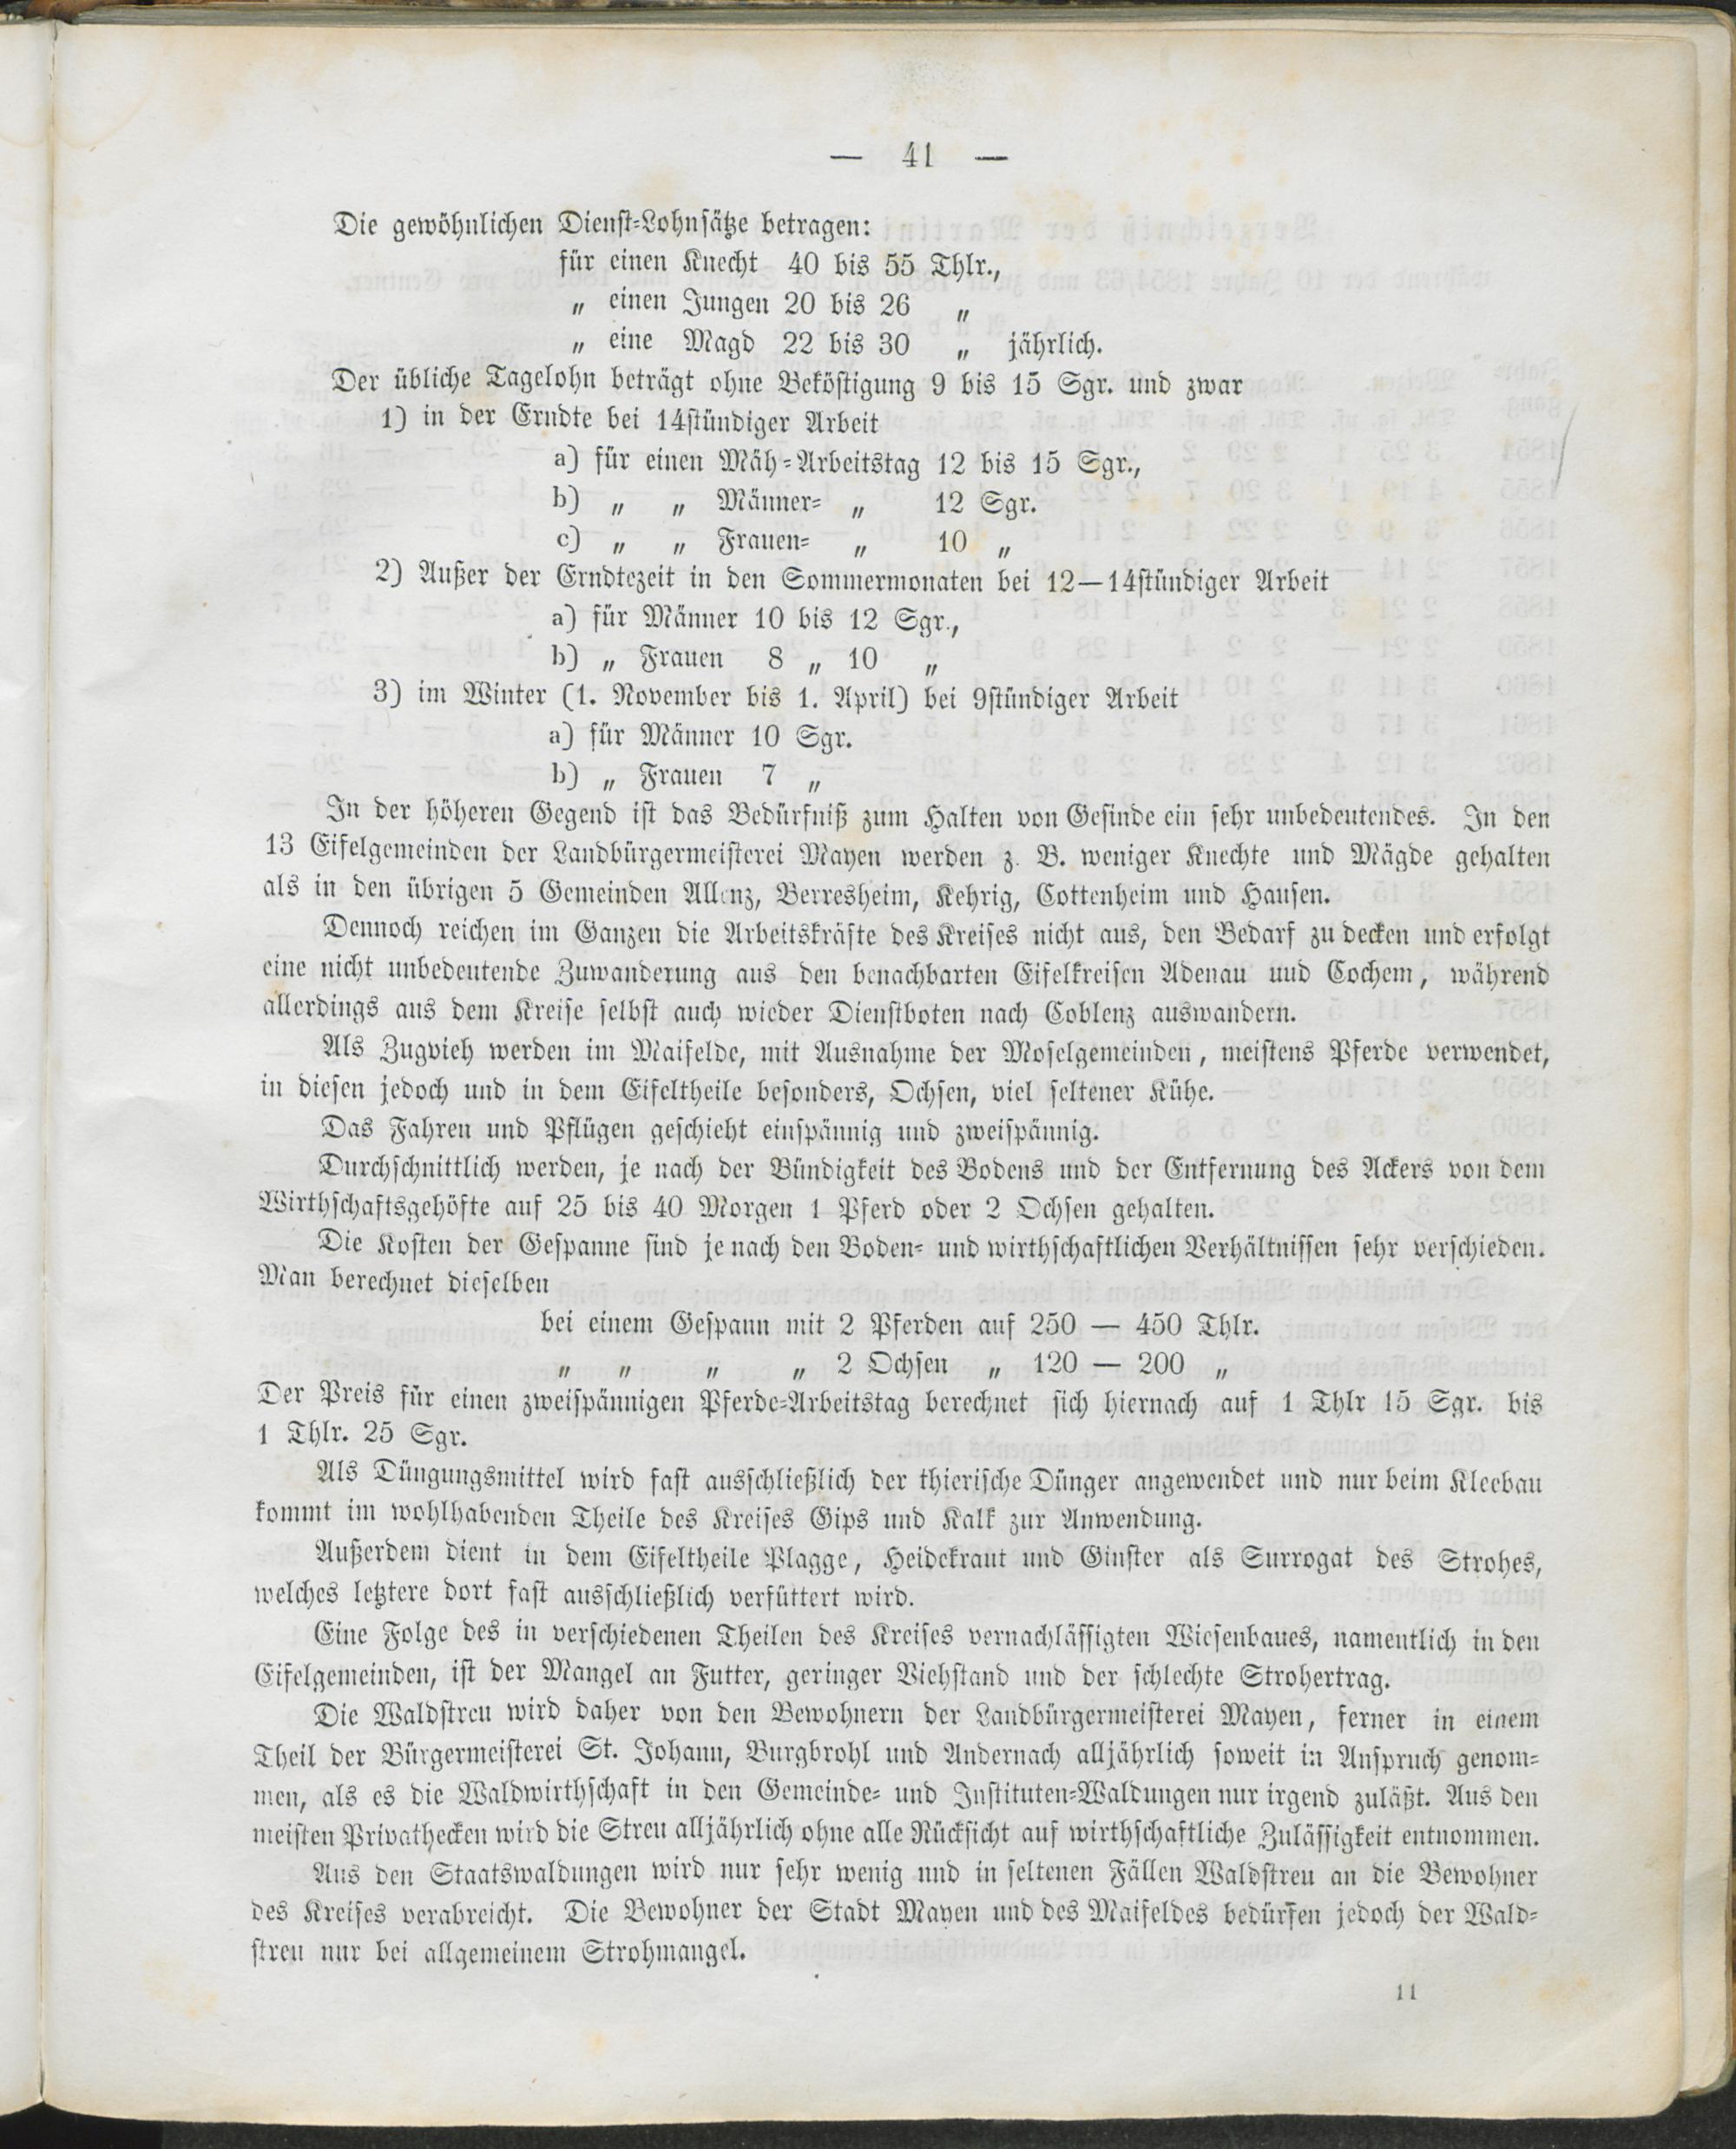 — 41 —
Die gewöhnlichen Dienst-Lohnsätze betragen:
für einen Knecht 40 bis 55 Thlr.,
„ einen Jungen 20 bis 26 „
„ eine Magd 22 bis 30 „ jährlich.
Der übliche Tagelohn beträgt ohne Beköstigung 9 bis 15 Sgr. und zwar
1) in der Erndte bei 14stündiger Arbeit
a) für einen Mäh-Arbeitstag 12 bis 15 Sgr.,
b) „ „ Männer- „ 12 Sgr.
c) „ „ Frauen- „ 10 „
2) Außer der Erndtezeit in den Sommermonaten bei 12—14stündiger Arbeit
a) für Männer 10 bis 12 Sgr.,
b) „ Frauen 8 „ 10 „
3) im Winter (1. November bis 1. April) bei 9stündiger Arbeit
a) für Männer 10 Sgr.
b) „ Frauen 7 „
In der höheren Gegend ist das Bedürfniß zum Halten von Gesinde ein sehr unbedeutendes. In den
13 Eifelgemeinden der Landbürgermeisterei Mayen werden z. B. weniger Knechte und Mägde gehalten
als in den übrigen 5 Gemeinden Allenz, Berresheim, Kehrig, Cottenheim und Hausen.
Dennoch reichen im Ganzen die Arbeitskräfte des Kreises nicht aus, den Bedarf zu decken und erfolgt
eine nicht unbedeutende Zuwanderung aus den benachbarten Eifelkreisen Adenau und Cochem, während
allerdings aus dem Kreise selbst auch wieder Dienstboten nach Coblenz auswandern.
Als Zugvieh werden im Maifelde, mit Ausnahme der Moselgemeinden, meistens Pferde verwendet,
in diesen jedoch und in dem Eifeltheile besonders, Ochsen, viel seltener Kühe.
Das Fahren und Pflügen geschieht einspännig und zweispännig.
Durchschnittlich werden, je nach der Bündigkeit des Bodens und der Entfernung des Ackers von dem
Wirthschaftsgehöfte auf 25 bis 40 Morgen 1 Pferd oder 2 Ochsen gehalten.
Die Kosten der Gespanne sind je nach den Boden- und wirthschaftlichen Verhältnissen sehr verschieden.
Man berechnet dieselben
bei einem Gespann mit 2 Pferden auf 250 — 450 Thlr.
„ „ „ „ 2 Ochsen „ 120 — 200 „
Der Preis für einen zweispännigen Pferde-Arbeitstag berechnet sich hiernach auf 1 Thlr 15 Sgr. bis
1 Thlr. 25 Sgr.
Als Düngungsmittel wird fast ausschließlich der thierische Dünger angewendet und nur beim Kleebau
kommt im wohlhabenden Theile des Kreises Gips und Kalk zur Anwendung.
Außerdem dient in dem Eifeltheile Plagge, Heidekraut und Ginster als Surrogat des Strohes,
welches letztere dort fast ausschließlich verfüttert wird.
Eine Folge des in verschiedenen Theilen des Kreises vernachlässigten Wiesenbaues, namentlich in den
Eifelgemeinden, ist der Mangel an Futter, geringer Viehstand und der schlechte Strohertrag.
Die Waldstreu wird daher von den Bewohnern der Landbürgermeisterei Mayen, ferner in einem
Theil der Bürgermeisterei St. Johann, Burgbrohl und Andernach alljährlich soweit in Anspruch genom-
men, als es die Waldwirthschaft in den Gemeinde- und Instituten-Waldungen nur irgend zuläßt. Aus den
meisten Privathecken wird die Streu alljährlich ohne alle Rücksicht auf wirthschaftliche Zulässigkeit entnommen.
Aus den Staatswaldungen wird nur sehr wenig und in seltenen Fällen Waldstreu an die Bewohner
des Kreises verabreicht. Die Bewohner der Stadt Mayen und des Maifeldes bedürfen jedoch der Wald-
streu nur bei allgemeinem Strohmangel.
11